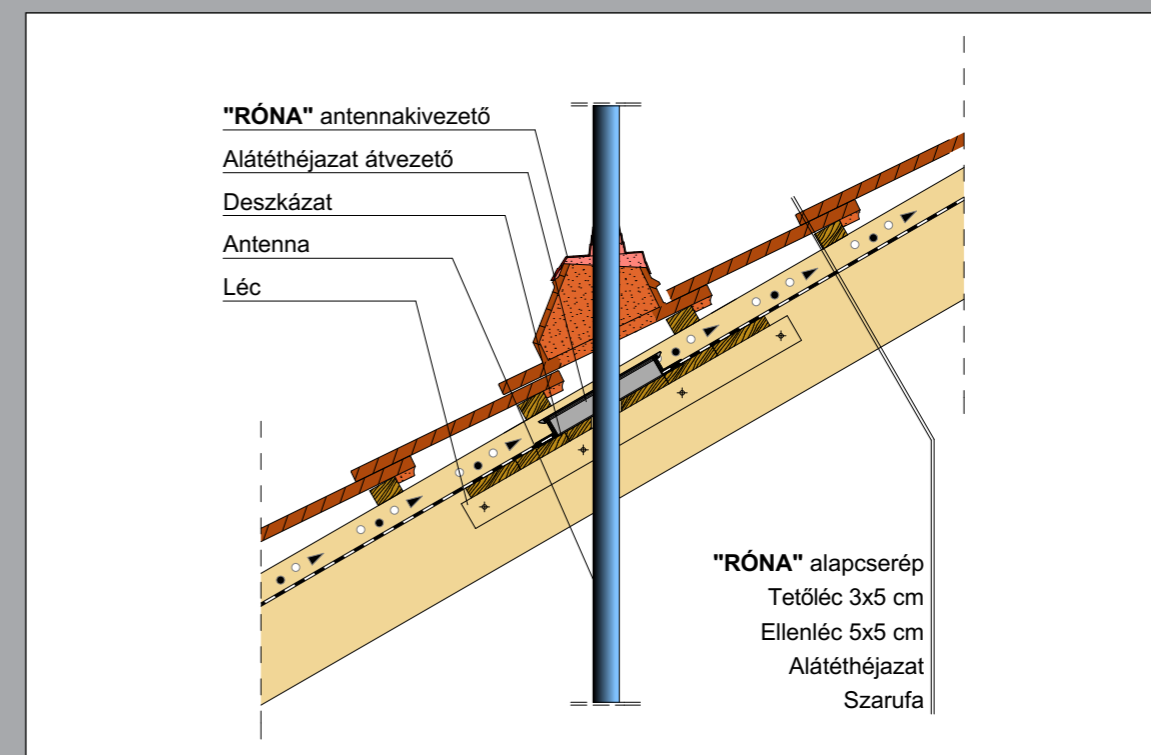 "RÓNA" antennakivezető
Alátéthéjazat átvezető
Deszkázat
Antenna
Léc
"RÓNA" alapcserép
Tetőléc 3x5 cm
Ellenléc 5x5 cm
Alátéthéjazat
Szarufa